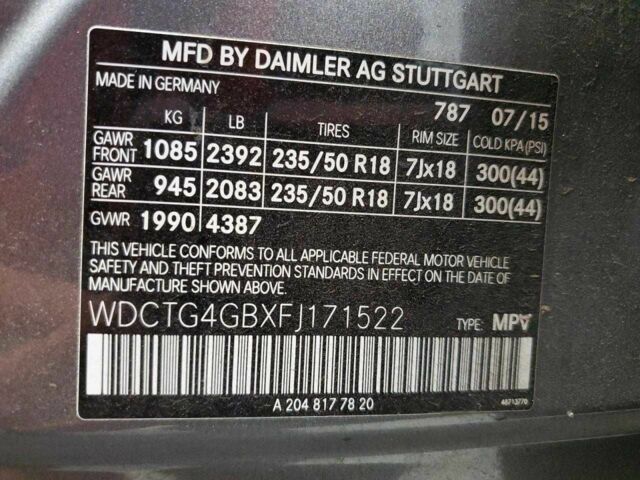 MFD BY DAIMLER AG STUTTGART
MADE IN GERMANY 787 07/15
KG LB TIRES RIM SIZE COLD KPA(PSI)
GAWR FRONT 1085 2392 235/50 R18 7Jx18 300(44)
GAWR REAR 945 2083 235/50 R18 7Jx18 300(44)
GVWR 1990 4387
THIS VEHICLE CONFORMS TO ALL APPLICABLE FEDERAL MOTOR VEHICLE
SAFETY AND THEFT PREVENTION STANDARDS IN EFFECT ON THE DATE OF
MANUFACTURE SHOWN ABOVE.
WDCTG4GBXFJ171522 TYPE: MPV
A 204 817 78 20 48713770